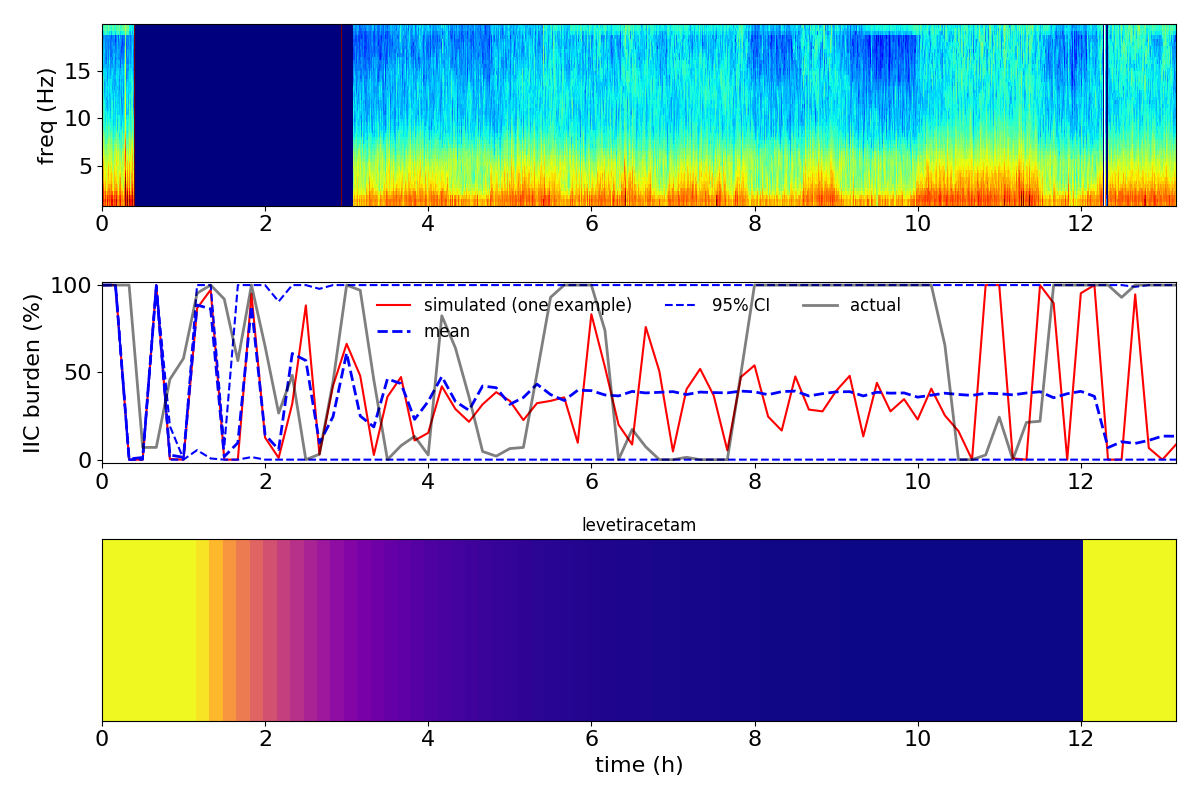 15
10
5
freq (Hz)
0 2 4 6 8 10 12
100
50
0
IIC burden (%)
simulated (one example) 95% CI actual
mean
0 2 4 6 8 10 12
levetiracetam
0 2 4 6 8 10 12
time (h)